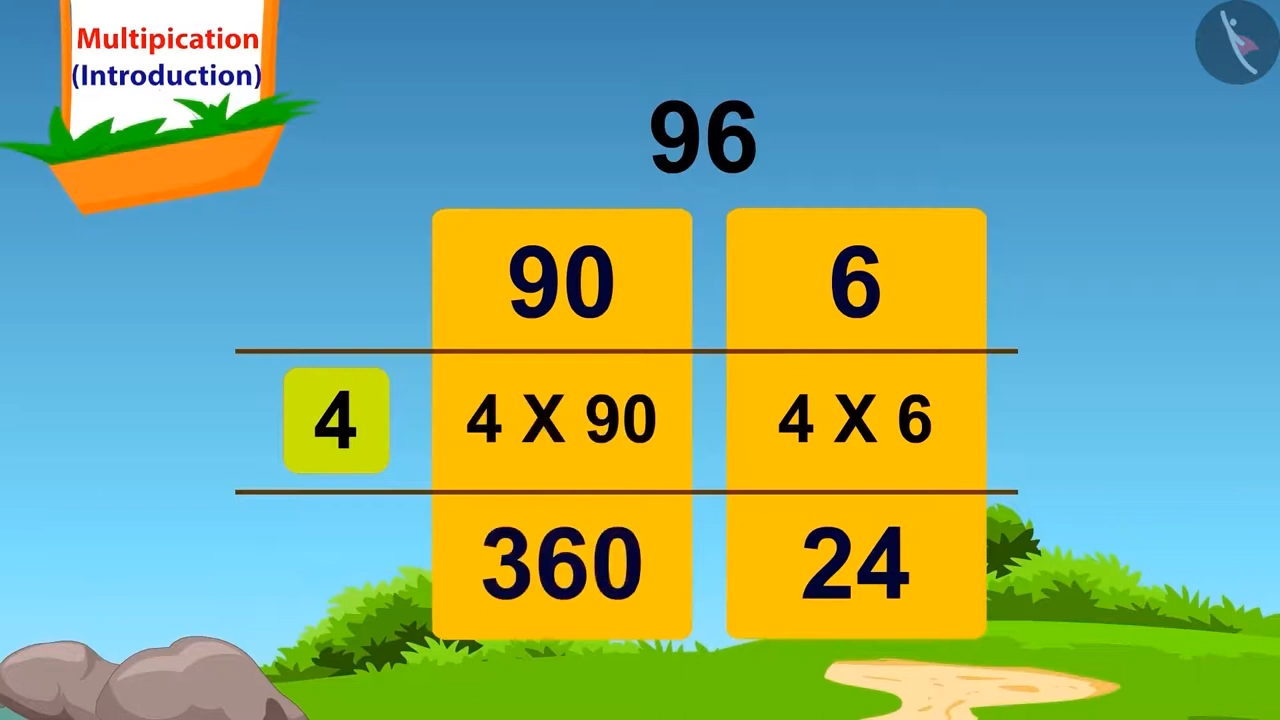 Multipication
(Introduction)
96
90 6
4 4 X 90 4 X 6
360 24